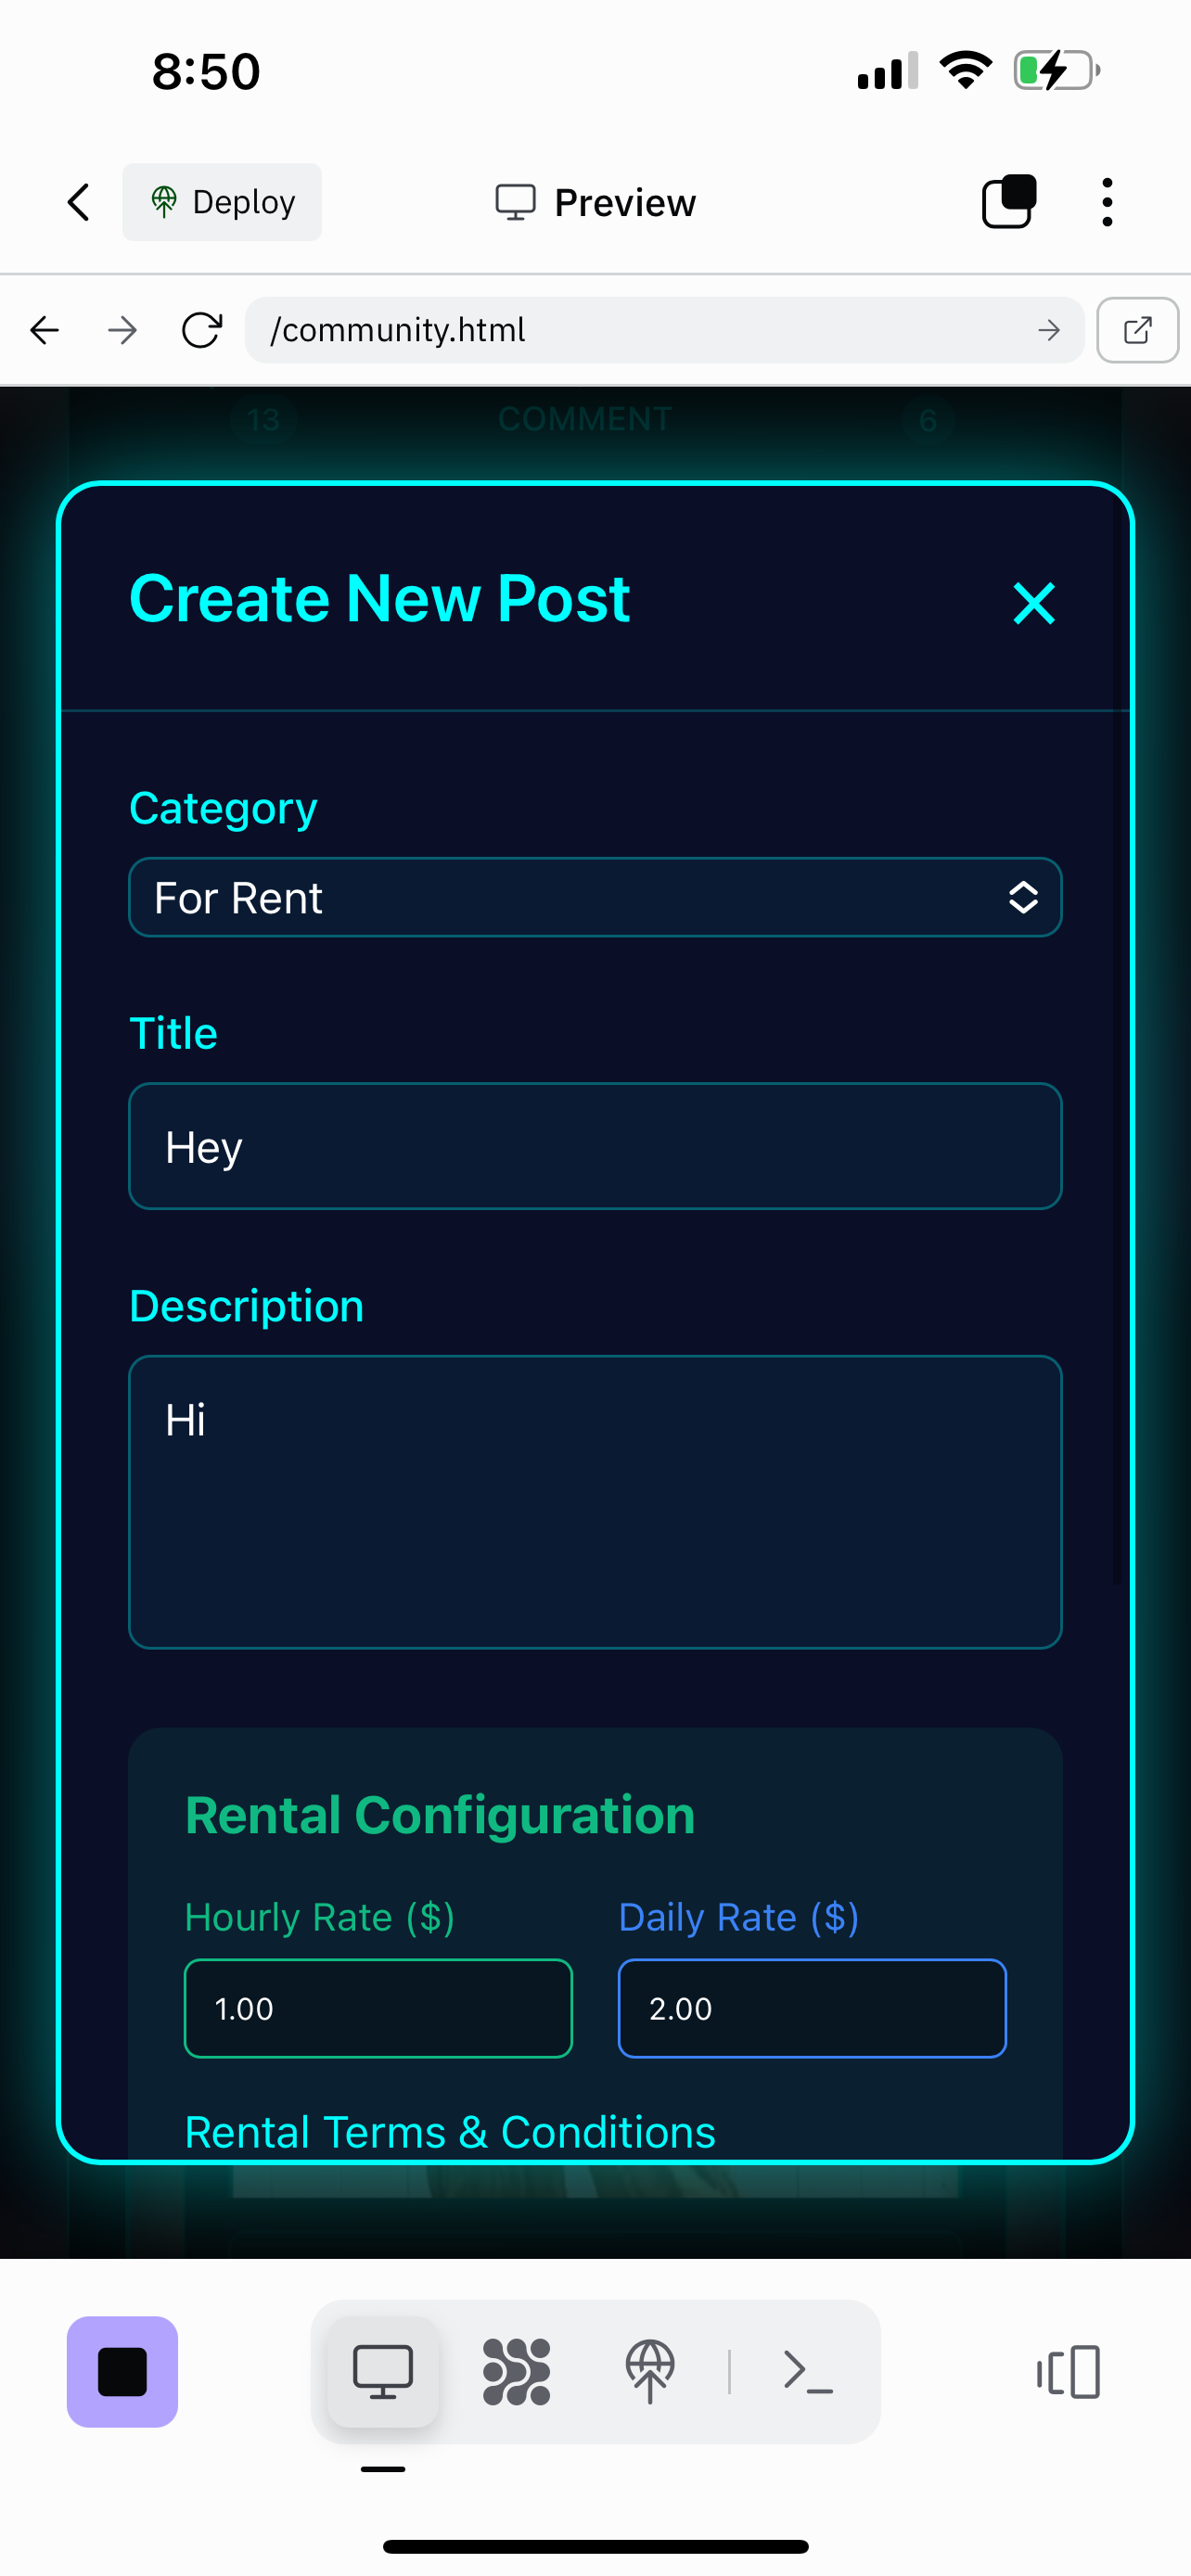 8:50
Deploy
Preview
/community.html
13 COMMENT 6
Create New Post
Category
For Rent
Title
Hey
Description
Hi
Rental Configuration
Hourly Rate ($) Daily Rate ($)
1.00 2.00
Rental Terms & Conditions